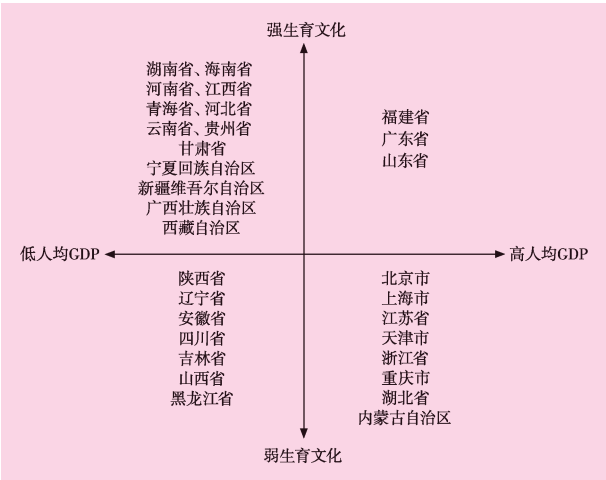 强生育文化
湖南省、海南省
河南省、江西省
青海省、河北省
云南省、贵州省
甘肃省
宁夏回族自治区
新疆维吾尔自治区
广西壮族自治区
西藏自治区
福建省
广东省
山东省
低人均GDP
高人均GDP
陕西省
辽宁省
安徽省
四川省
吉林省
山西省
黑龙江省
北京市
上海市
江苏省
天津市
浙江省
重庆市
湖北省
内蒙古自治区
弱生育文化